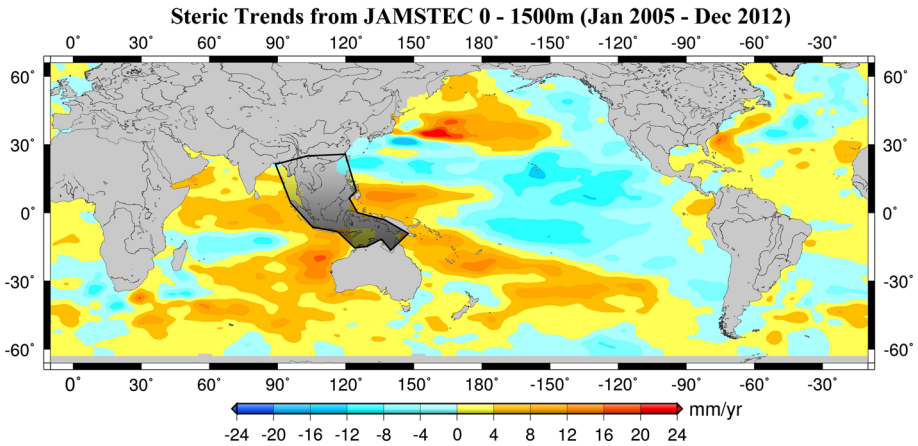 Steric Trends from JAMSTEC 0 - 1500m (Jan 2005 - Dec 2012)
0˚ 30˚ 60˚ 90˚ 120˚ 150˚ 180 -150˚ -120˚ -90˚ -60˚ -30˚
60˚ 60˚
30˚ 30˚
0˚ 0˚
-30˚ -30˚
-60˚ -60˚
0˚ 30˚ 60˚ 90˚ 120˚ 150˚ 180 -150˚ -120˚ -90˚ -60˚ -30˚
mm/yr
-24 -20 -16 -12 -8 -4 0 4 8 12 16 20 24